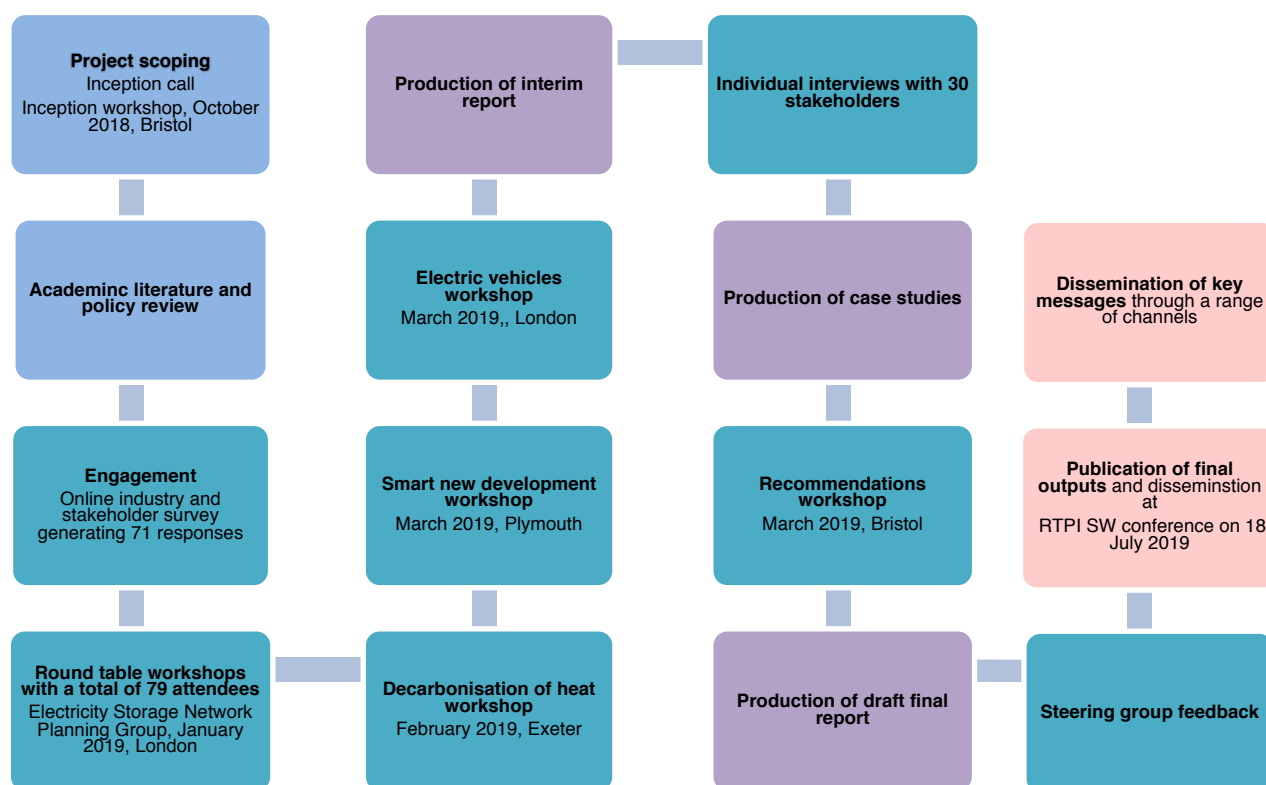 Project scoping
Inception call
Inception workshop, October
2018, Bristol
Academinc literature and
policy review
Engagement
Online industry and
stakeholder survey
generating 71 responses
Round table workshops
with a total of 79 attendees
Electricity Storage Network
Planning Group, January
2019, London
Decarbonisation of heat
workshop
February 2019, Exeter
Smart new development
workshop
March 2019, Plymouth
Electric vehicles
workshop
March 2019,, London
Production of interim
report
Individual interviews with 30
stakeholders
Production of case studies
Recommendations
workshop
March 2019, Bristol
Production of draft final
report
Steering group feedback
Publication of final
outputs and disseminstion
at
RTPI SW conference on 18
July 2019
Dissemination of key
messages through a range
of channels